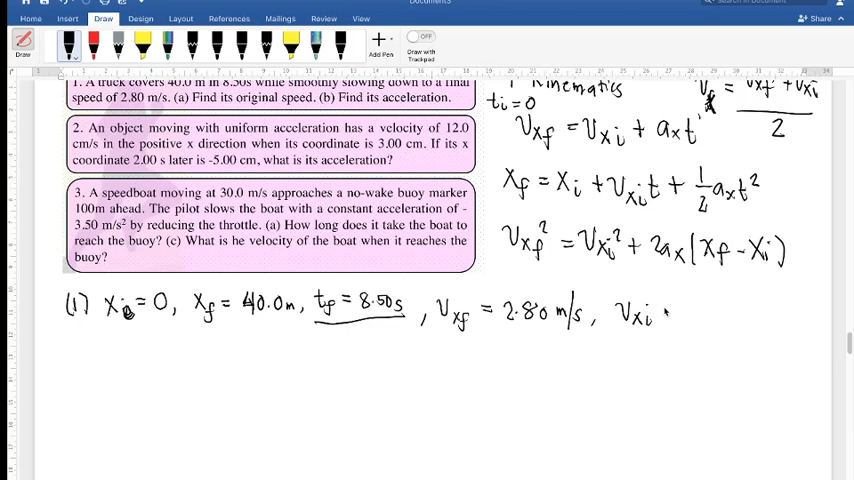 Document3
Search in Document
Home Insert Draw Design Layout References Mailings Review View
Share
Draw
Add Pen
OFF
Draw with
Trackpad
1. A truck covers 40.0 m in 8.50s while smoothly slowing down to a final
speed of 2.80 m/s. (a) Find its original speed. (b) Find its acceleration.
2. An object moving with uniform acceleration has a velocity of 12.0
cm/s in the positive x direction when its coordinate is 3.00 cm. If its x
coordinate 2.00 s later is -5.00 cm, what is its acceleration?
3. A speedboat moving at 30.0 m/s approaches a no-wake buoy marker
100m ahead. The pilot slows the boat with a constant acceleration of -
3.50 m/s² by reducing the throttle. (a) How long does it take the boat to
reach the buoy? (c) What is he velocity of the boat when it reaches the
buoy?
Kinematics
ti = 0
vxf + vxi
2
vxf = vxi + axt
xf = xi + vxit + 1/2 axt²
vxf² = vxi² + 2ax(xf - xi)
(1) xi = 0, xf = 40.0m, tf = 8.50s, vxf = 2.80 m/s, vxi